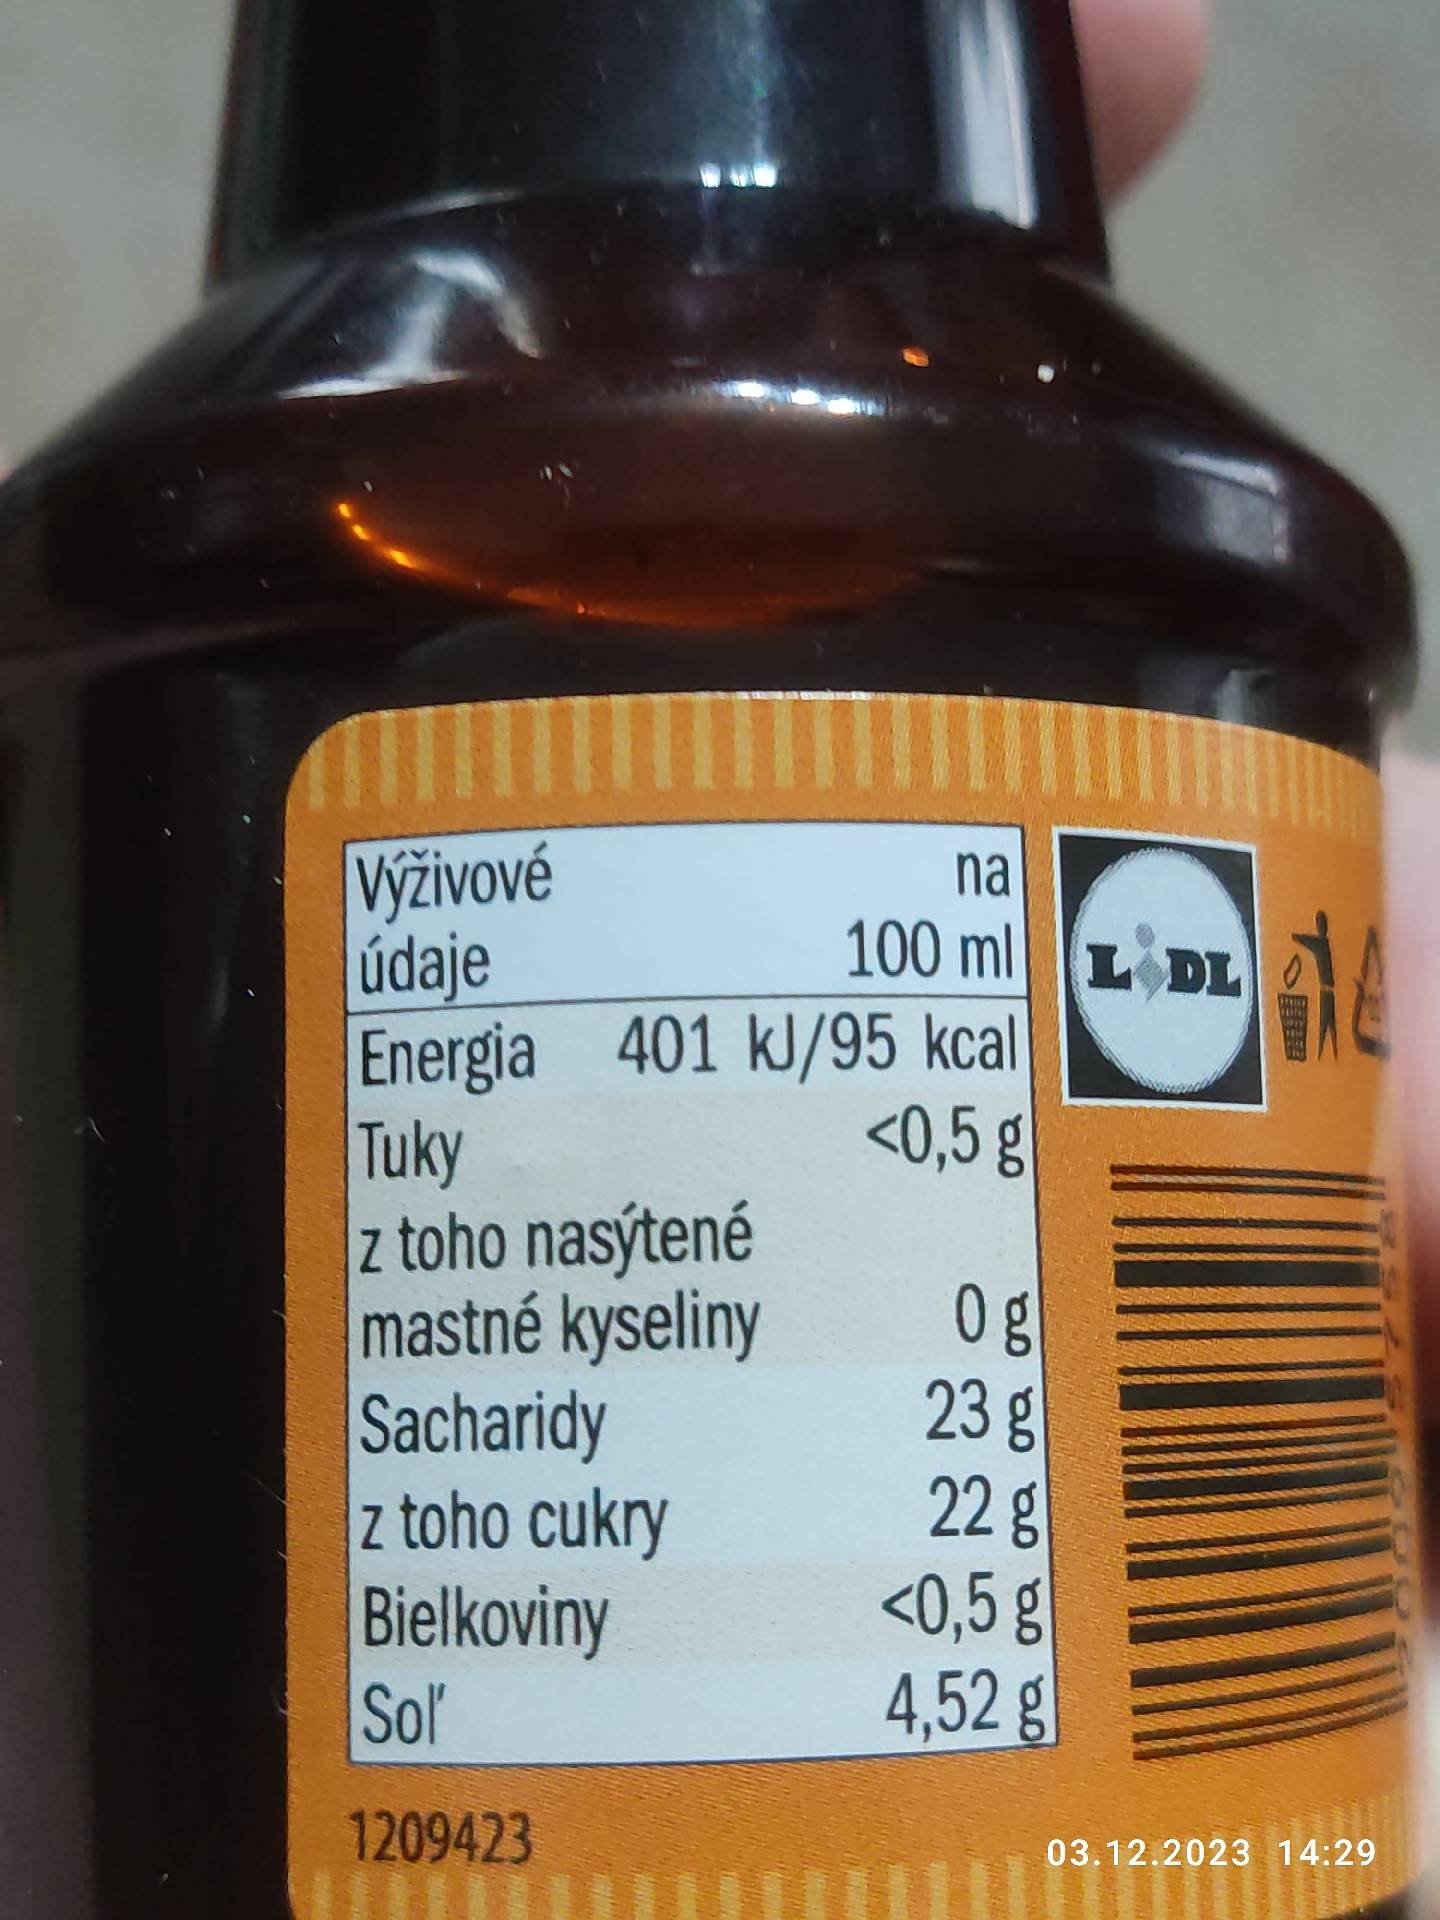 Výživové na
údaje 100 ml
Energia 401 kJ/95 kcal
Tuky <0,5 g
z toho nasýtené
mastné kyseliny 0 g
Sacharidy 23 g
z toho cukry 22 g
Bielkoviny <0,5 g
Soľ 4,52 g
LIDL
1209423
03.12.2023 14:29